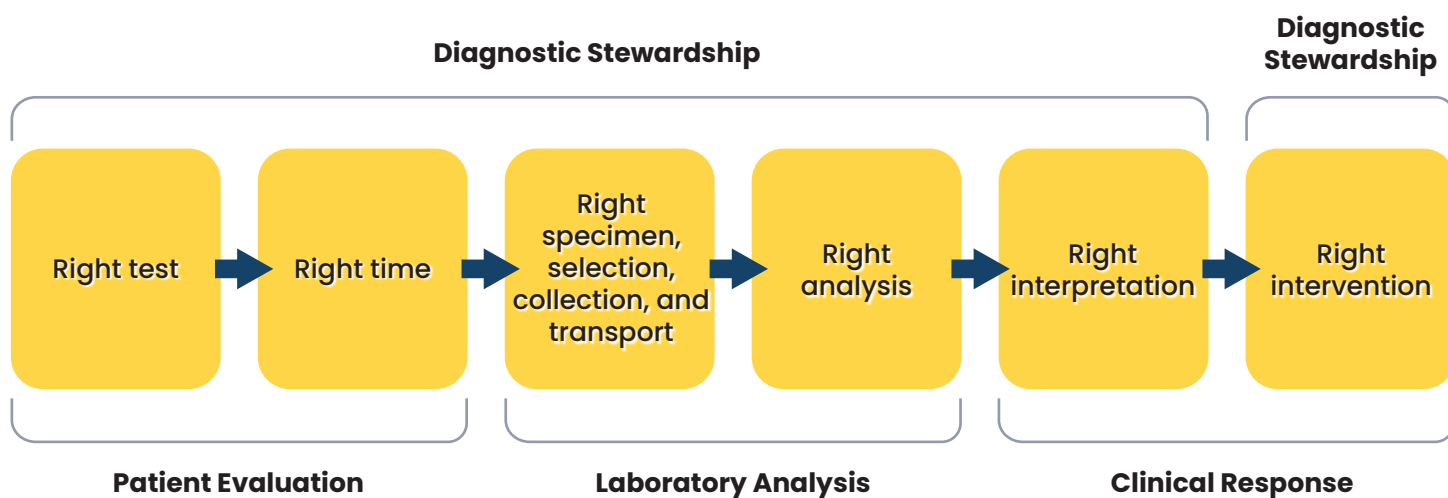 Diagnostic Stewardship
Diagnostic
Stewardship
Right test
Right time
Right
specimen,
selection,
collection, and
transport
Right
analysis
Right
interpretation
Right
intervention
Patient Evaluation
Laboratory Analysis
Clinical Response